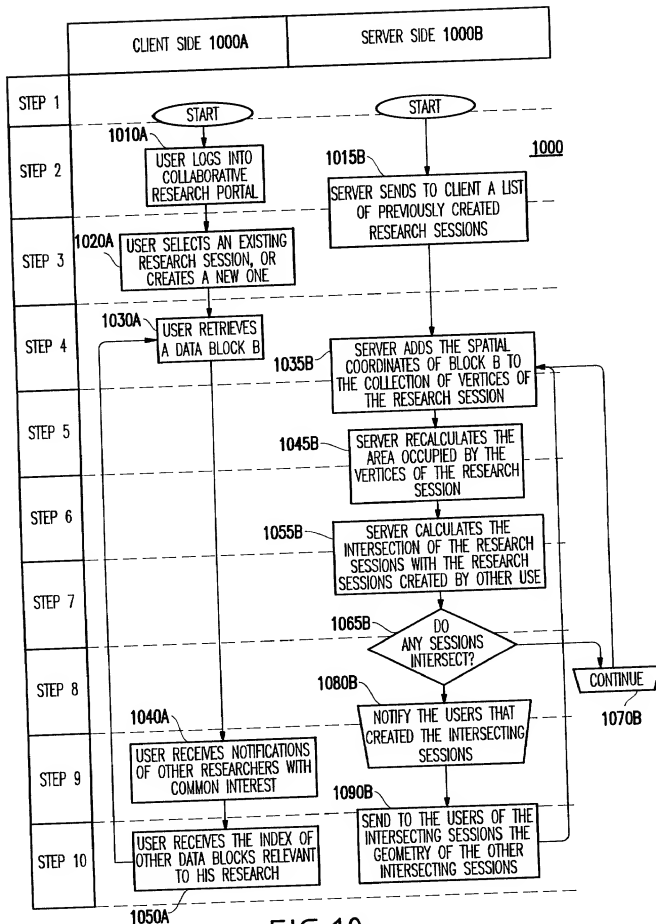 CLIENT SIDE 1000A
SERVER SIDE 1000B
STEP 1
START
START
STEP 2
1010A
USER LOGS INTO
COLLABORATIVE
RESEARCH PORTAL
1015B
1000
SERVER SENDS TO CLIENT A LIST
OF PREVIOUSLY CREATED
RESEARCH SESSIONS
STEP 3
1020A
USER SELECTS AN EXISTING
RESEARCH SESSION, OR
CREATES A NEW ONE
STEP 4
1030A
USER RETRIEVES
A DATA BLOCK B
1035B
SERVER ADDS THE SPATIAL
COORDINATES OF BLOCK B TO
THE COLLECTION OF VERTICES OF
THE RESEARCH SESSION
STEP 5
1045B
SERVER RECALCULATES THE
AREA OCCUPIED BY THE
VERTICES OF THE RESEARCH
SESSION
STEP 6
1055B
SERVER CALCULATES THE
INTERSECTION OF THE RESEARCH
SESSIONS WITH THE RESEARCH
SESSIONS CREATED BY OTHER USE
STEP 7
1065B
DO
ANY SESSIONS
INTERSECT?
STEP 8
CONTINUE
1070B
1080B
NOTIFY THE USERS THAT
CREATED THE INTERSECTING
SESSIONS
STEP 9
1040A
USER RECEIVES NOTIFICATIONS
OF OTHER RESEARCHERS WITH
COMMON INTEREST
1090B
SEND TO THE USERS OF THE
INTERSECTING SESSIONS THE
GEOMETRY OF THE OTHER
INTERSECTING SESSIONS
STEP 10
USER RECEIVES THE INDEX OF
OTHER DATA BLOCKS RELEVANT
TO HIS RESEARCH
1050A
FIG.10